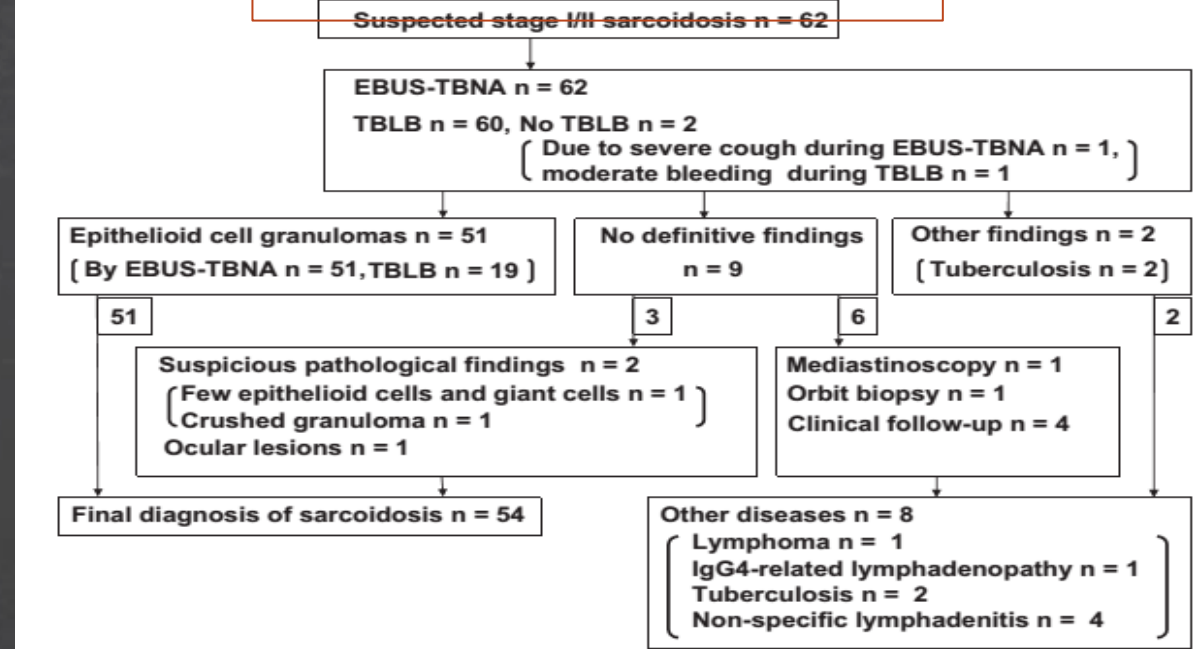 Suspected stage I/II sarcoidosis n = 62
EBUS-TBNA n = 62
TBLB n = 60, No TBLB n = 2
( Due to severe cough during EBUS-TBNA n = 1,
moderate bleeding during TBLB n = 1 )
Epithelioid cell granulomas n = 51
( By EBUS-TBNA n = 51, TBLB n = 19 )
No definitive findings
n = 9
Other findings n = 2
( Tuberculosis n = 2 )
51
3
6
2
Suspicious pathological findings n = 2
( Few epithelioid cells and giant cells n = 1
Crushed granuloma n = 1 )
Ocular lesions n = 1
Mediastinoscopy n = 1
Orbit biopsy n = 1
Clinical follow-up n = 4
Final diagnosis of sarcoidosis n = 54
Other diseases n = 8
( Lymphoma n = 1
IgG4-related lymphadenopathy n = 1
Tuberculosis n = 2
Non-specific lymphadenitis n = 4 )